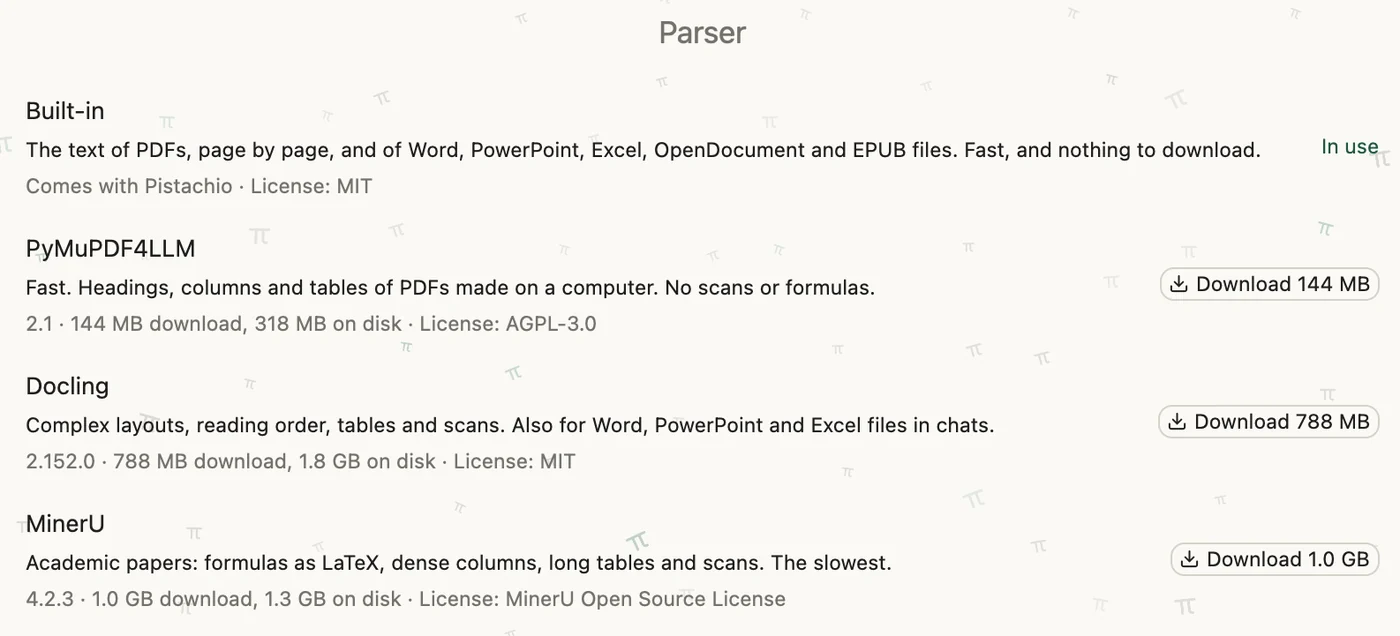 Parser
Built-in
The text of PDFs, page by page, and of Word, PowerPoint, Excel, OpenDocument and EPUB files. Fast, and nothing to download.
In use
Comes with Pistachio · License: MIT
PyMuPDF4LLM
Fast. Headings, columns and tables of PDFs made on a computer. No scans or formulas.
Download 144 MB
2.1 · 144 MB download, 318 MB on disk · License: AGPL-3.0
Docling
Complex layouts, reading order, tables and scans. Also for Word, PowerPoint and Excel files in chats.
Download 788 MB
2.152.0 · 788 MB download, 1.8 GB on disk · License: MIT
MinerU
Academic papers: formulas as LaTeX, dense columns, long tables and scans. The slowest.
Download 1.0 GB
4.2.3 · 1.0 GB download, 1.3 GB on disk · License: MinerU Open Source License